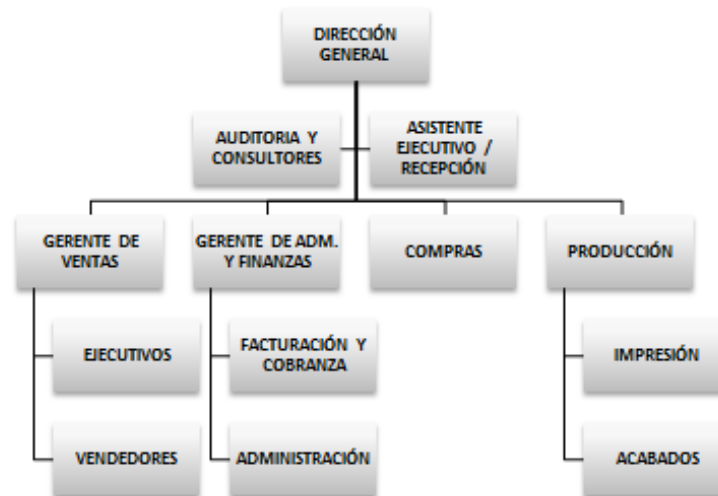 DIRECCIÓN
GENERAL
AUDITORIA Y
CONSULTORES
ASISTENTE
EJECUTIVO /
RECEPCIÓN
GERENTE DE
VENTAS
GERENTE DE ADM.
Y FINANZAS
COMPRAS
PRODUCCIÓN
EJECUTIVOS
FACTURACIÓN Y
COBRANZA
IMPRESIÓN
VENDEDORES
ADMINISTRACIÓN
ACABADOS